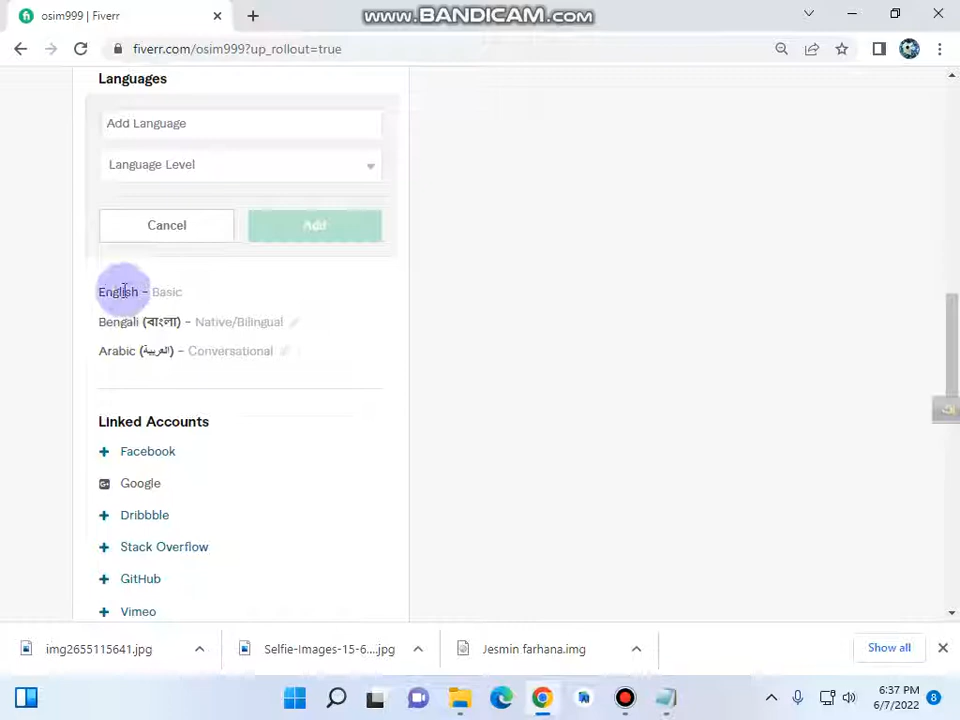 osim999 | Fiverr
www.BANDICAM.com
fiverr.com/osim999?up_rollout=true
Languages
Add Language
Language Level
Cancel
Add
English - Basic
Bengali (বাংলা) - Native/Bilingual
Arabic (العربية) - Conversational
Linked Accounts
Facebook
Google
Dribbble
Stack Overflow
GitHub
Vimeo
img2655115641.jpg
Selfie-Images-15-6....jpg
Jesmin farhana.img
Show all
6:37 PM
6/7/2022
8